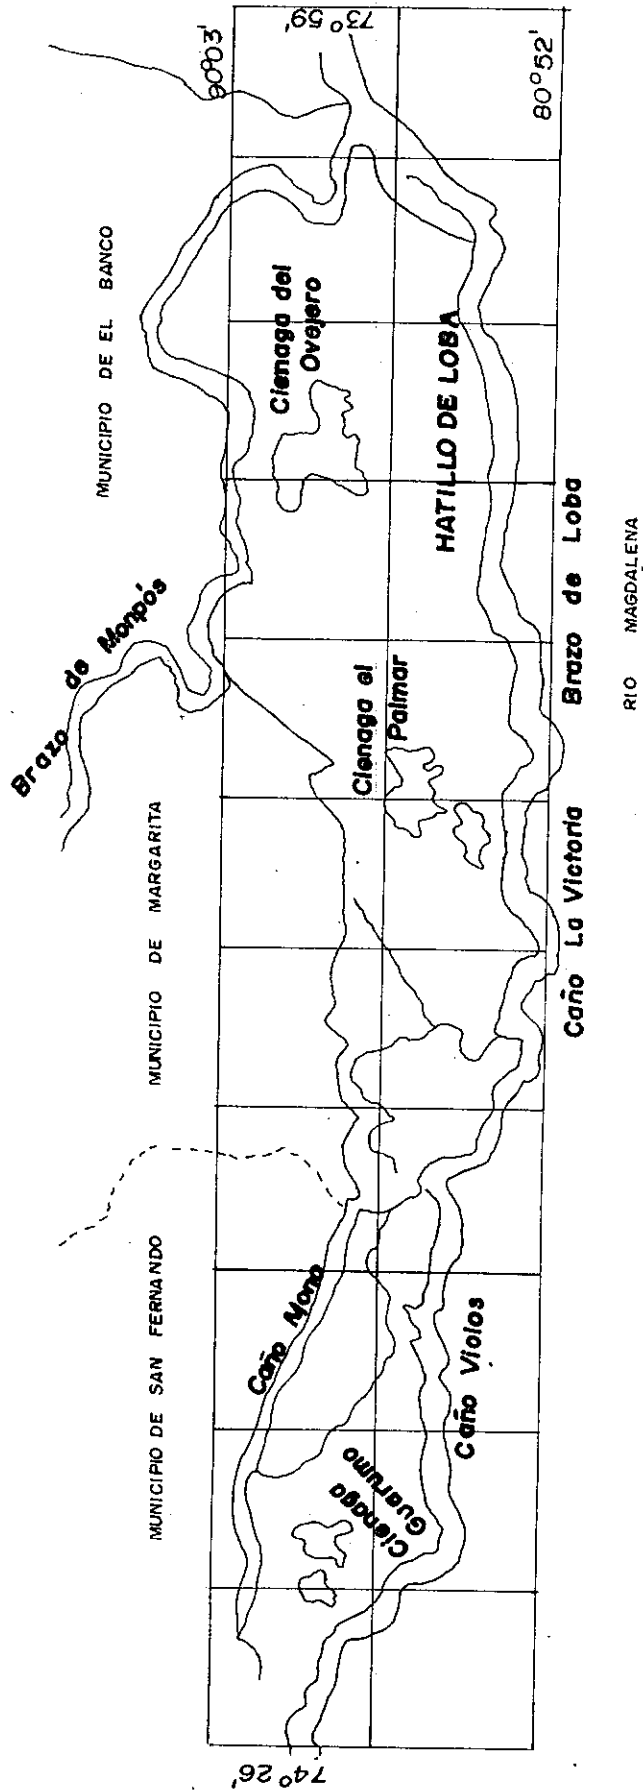 MUNICIPIO DE SAN FERNANDO
MUNICIPIO DE MARGARITA
Brazo de Monpós
MUNICIPIO DE EL BANCO
90°03'
73°59'
80°52'
74°26'
Caño Mono
Cienaga
Guarumo
Caño Violos
Cienaga el
Palmar
Cienaga del
Ovejero
HATILLO DE LOBA
Caño La Victoria
Brazo de Loba
RIO MAGDALENA